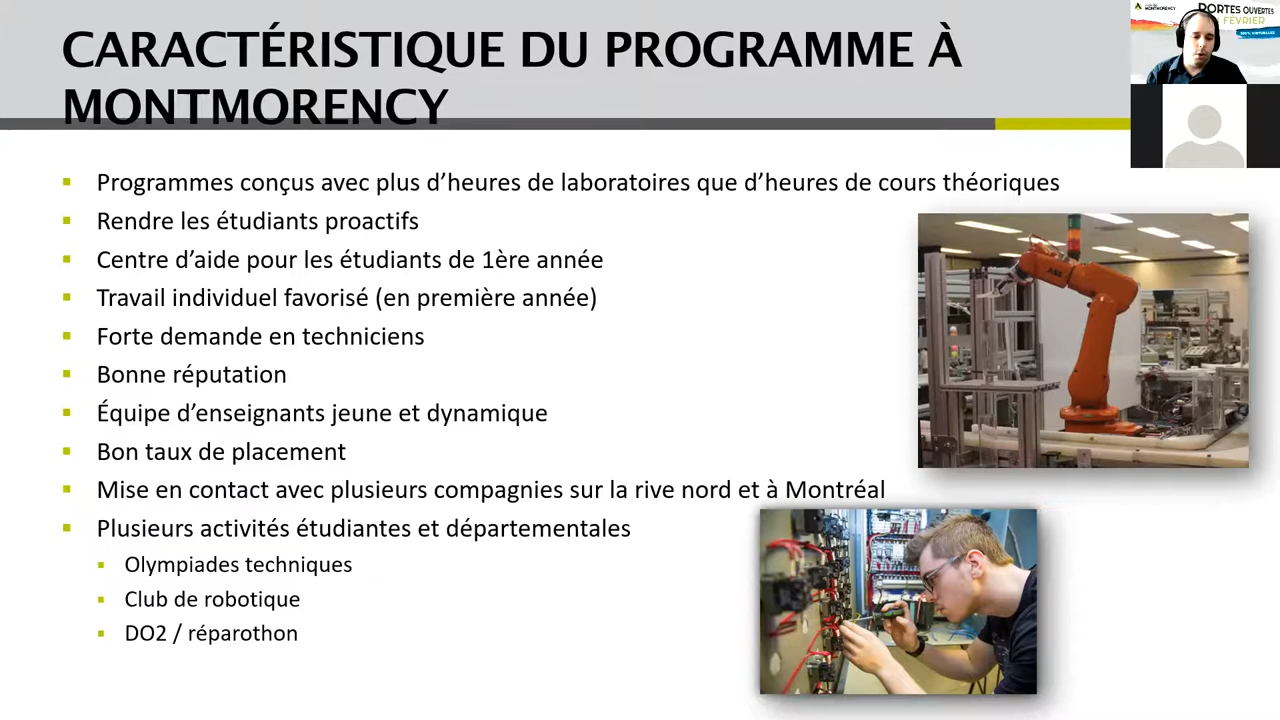 CARACTÉRISTIQUE DU PROGRAMME À
MONTMORENCY
MONTMORENCY
PORTES OUVERTES
FÉVRIER
100% VIRTUELLES
▪ Programmes conçus avec plus d’heures de laboratoires que d’heures de cours théoriques
▪ Rendre les étudiants proactifs
▪ Centre d’aide pour les étudiants de 1ère année
▪ Travail individuel favorisé (en première année)
▪ Forte demande en techniciens
▪ Bonne réputation
▪ Équipe d’enseignants jeune et dynamique
▪ Bon taux de placement
▪ Mise en contact avec plusieurs compagnies sur la rive nord et à Montréal
▪ Plusieurs activités étudiantes et départementales
▪ Olympiades techniques
▪ Club de robotique
▪ DO2 / réparothon
ABB